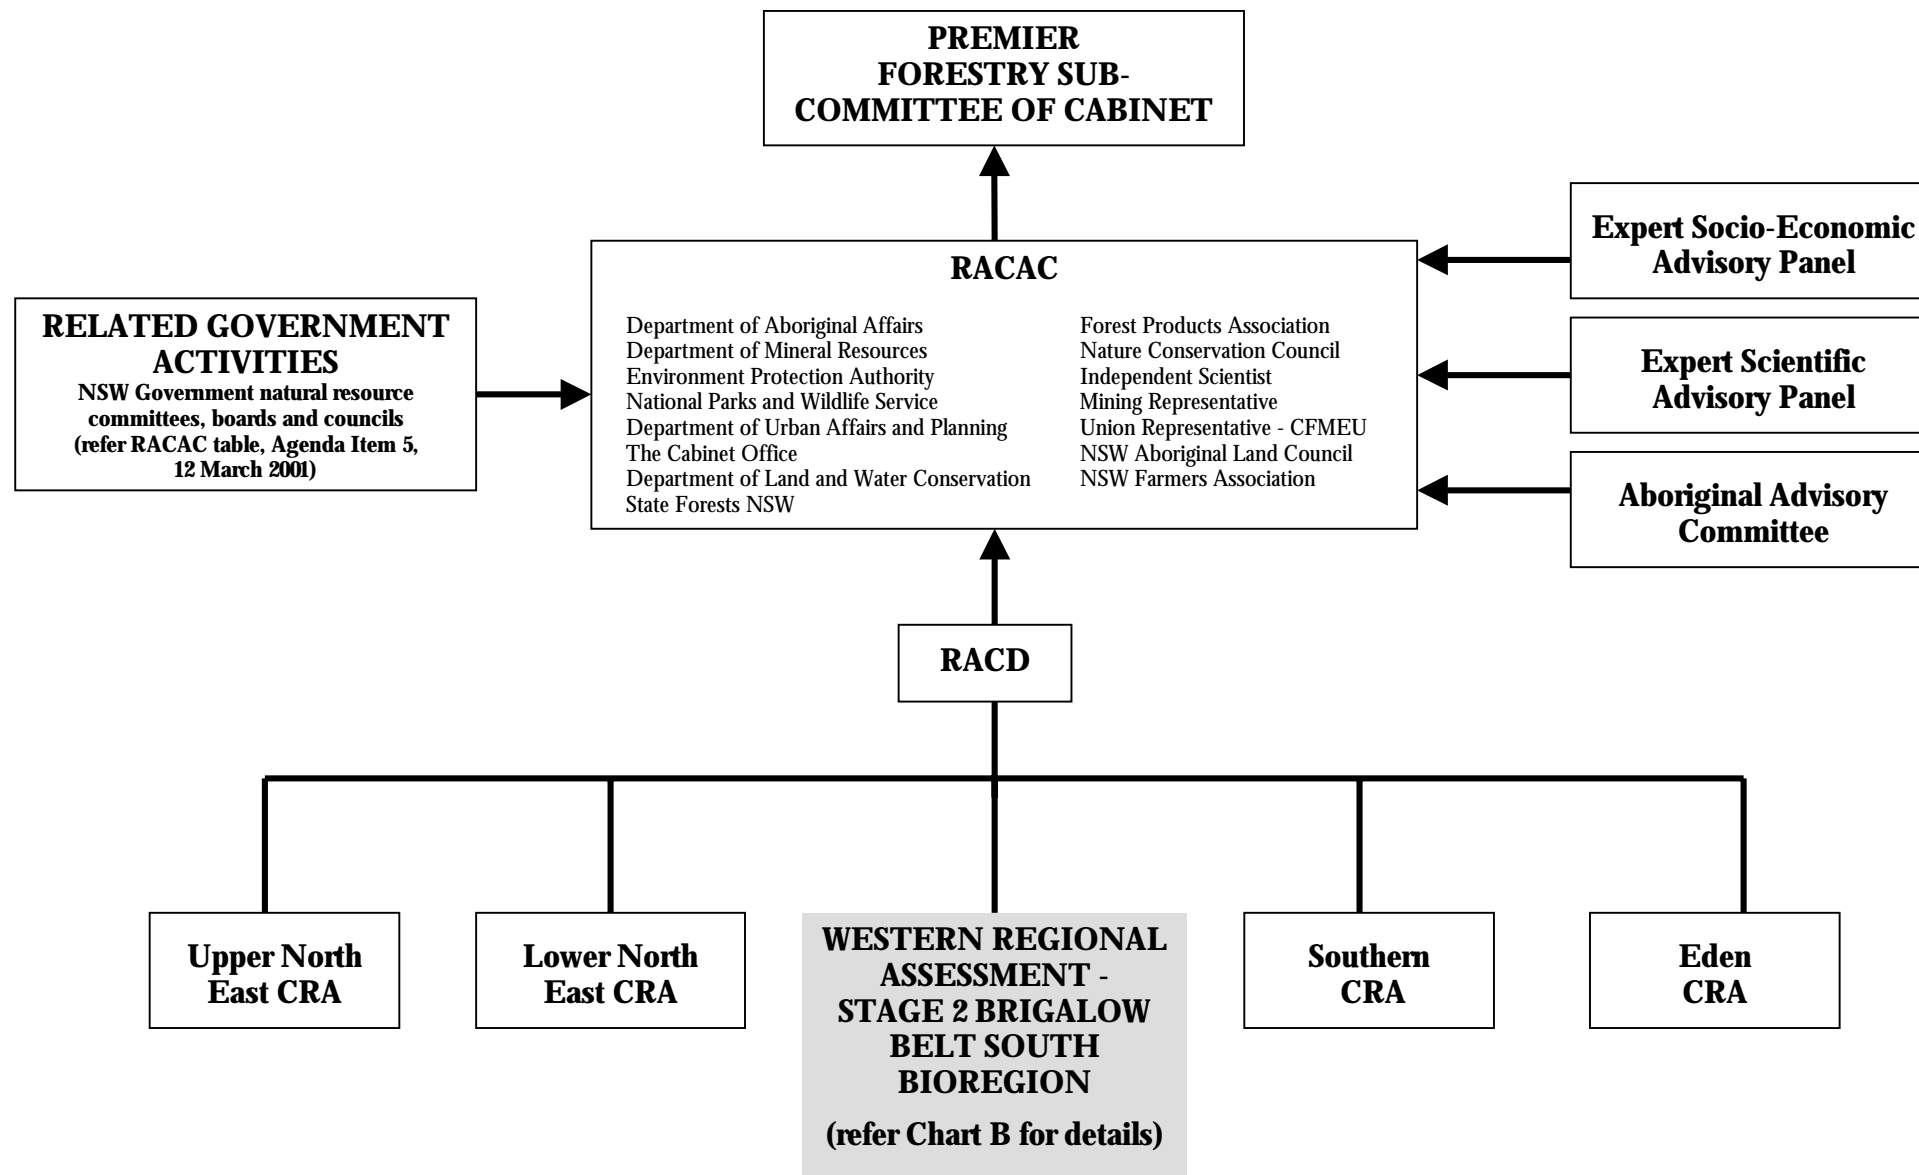 PREMIER
FORESTRY SUB-
COMMITTEE OF CABINET
RELATED GOVERNMENT
ACTIVITIES
NSW Government natural resource
committees, boards and councils
(refer RACAC table, Agenda Item 5,
12 March 2001)
RACAC
Department of Aboriginal Affairs
Department of Mineral Resources
Environment Protection Authority
National Parks and Wildlife Service
Department of Urban Affairs and Planning
The Cabinet Office
Department of Land and Water Conservation
State Forests NSW
Forest Products Association
Nature Conservation Council
Independent Scientist
Mining Representative
Union Representative - CFMEU
NSW Aboriginal Land Council
NSW Farmers Association
Expert Socio-Economic
Advisory Panel
Expert Scientific
Advisory Panel
Aboriginal Advisory
Committee
RACD
Upper North
East CRA
Lower North
East CRA
WESTERN REGIONAL
ASSESSMENT -
STAGE 2 BRIGALOW
BELT SOUTH
BIOREGION
(refer Chart B for details)
Southern
CRA
Eden
CRA